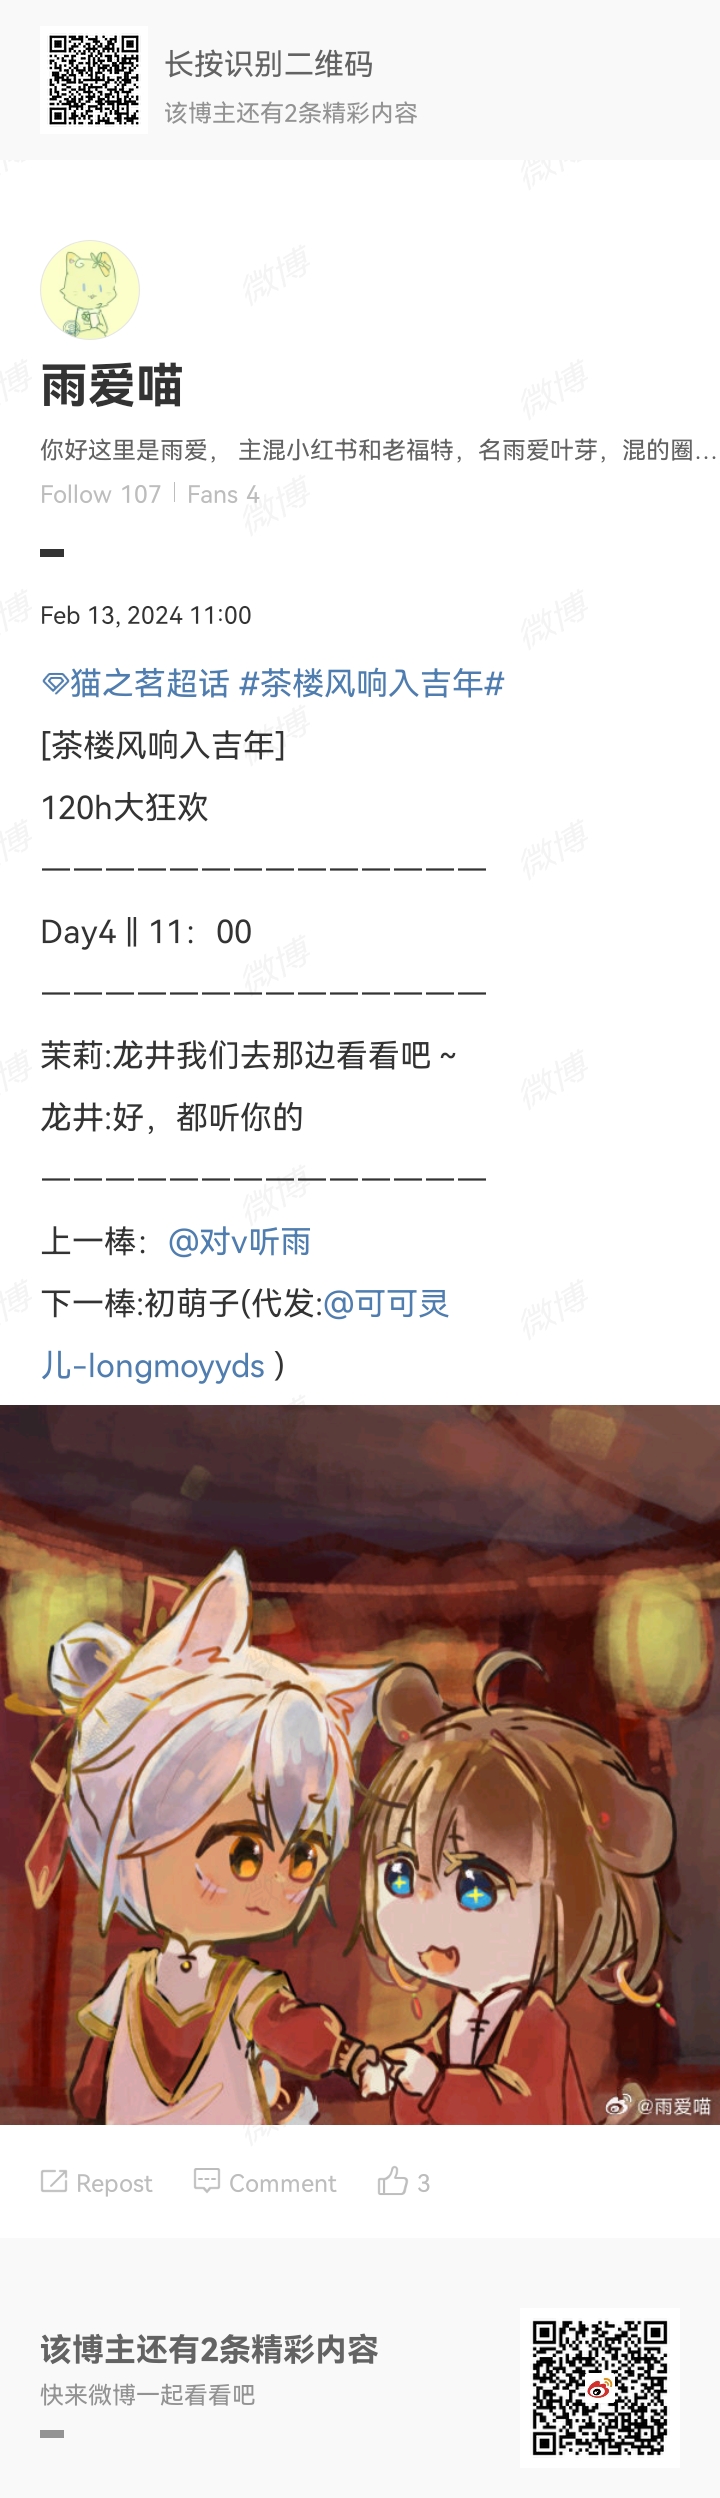 长按识别二维码
该博主还有2条精彩内容
雨爱喵
你好这里是雨爱， 主混小红书和老福特，名雨爱叶芽，混的圈...
Follow 107 | Fans 4
Feb 13, 2024 11:00
猫之茗超话 #茶楼风响入吉年#
[茶楼风响入吉年]
120h大狂欢
——————————————
Day4 || 11：00
——————————————
茉莉:龙井我们去那边看看吧 ~
龙井:好，都听你的
——————————————
上一棒：@对v听雨
下一棒:初萌子(代发:@可可灵
儿-longmoyyds )
@雨爱喵
Repost Comment 3
该博主还有2条精彩内容
快来微博一起看看吧
微博